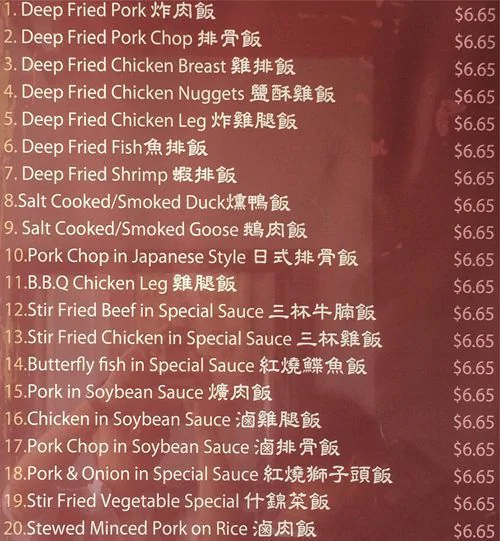 1. Deep Fried Pork 炸肉飯 $6.65
2. Deep Fried Pork Chop 排骨飯 $6.65
3. Deep Fried Chicken Breast 雞排飯 $6.65
4. Deep Fried Chicken Nuggets 鹽酥雞飯 $6.65
5. Deep Fried Chicken Leg 炸雞腿飯 $6.65
6. Deep Fried Fish魚排飯 $6.65
7. Deep Fried Shrimp 蝦排飯 $6.65
8.Salt Cooked/Smoked Duck燻鴨飯 $6.65
9. Salt Cooked/Smoked Goose 鵝肉飯 $6.65
10.Pork Chop in Japanese Style 日式排骨飯 $6.65
11.B.B.Q Chicken Leg 雞腿飯 $6.65
12.Stir Fried Beef in Special Sauce 三杯牛腩飯 $6.65
13.Stir Fried Chicken in Special Sauce 三杯雞飯 $6.65
14.Butterfly fish in Special Sauce 紅燒鰈魚飯 $6.65
15.Pork in Soybean Sauce 爌肉飯 $6.65
16.Chicken in Soybean Sauce 滷雞腿飯 $6.65
17.Pork Chop in Soybean Sauce 滷排骨飯 $6.65
18.Pork & Onion in Special Sauce 紅燒獅子頭飯 $6.65
19.Stir Fried Vegetable Special 什錦菜飯 $6.65
20.Stewed Minced Pork on Rice 滷肉飯 $6.65